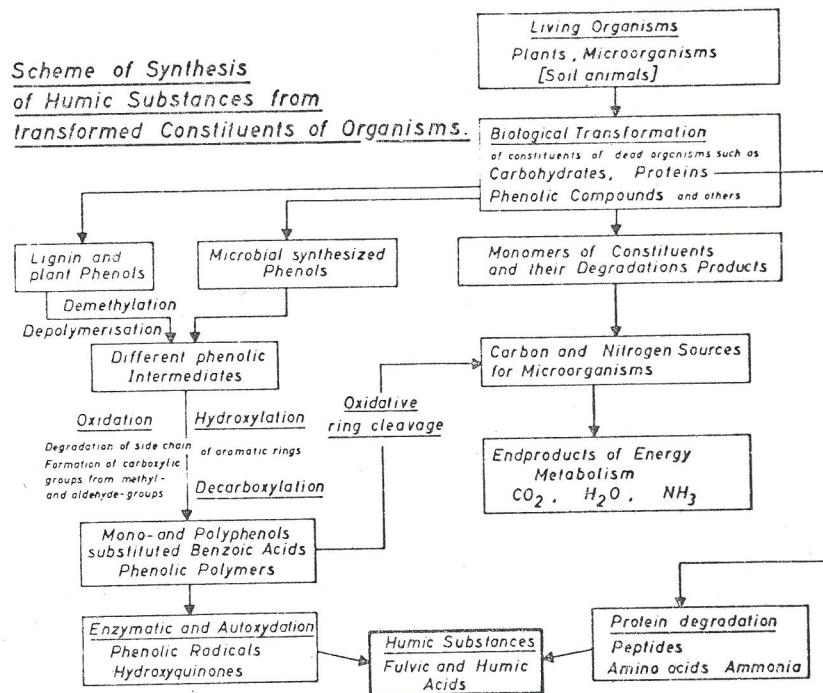 Scheme of Synthesis
of Humic Substances from
transformed Constituents of Organisms.
Living Organisms
Plants, Microorganisms
[Soil animals]
Biological Transformation
of constituents of dead organisms such as
Carbohydrates, Proteins
Phenolic Compounds and others
Lignin and
plant Phenols
Microbial synthesized
Phenols
Monomers of Constituents
and their Degradations Products
Demethylation
Depolymerisation
Different phenolic
Intermediates
Carbon and Nitrogen Sources
for Microorganisms
Oxidation
Degradation of side chain
Formation of carboxylic
groups from methyl-
and aldehyde-groups
Hydroxylation
of aromatic rings
Decarboxylation
Oxidative
ring cleavage
Endproducts of Energy
Metabolism
CO2, H2O, NH3
Mono-and Polyphenols
substituted Benzoic Acids
Phenolic Polymers
Enzymatic and Autoxydation
Phenolic Radicals
Hydroxyquinones
Humic Substances
Fulvic and Humic
Acids
Protein degradation
Peptides
Amino acids Ammonia